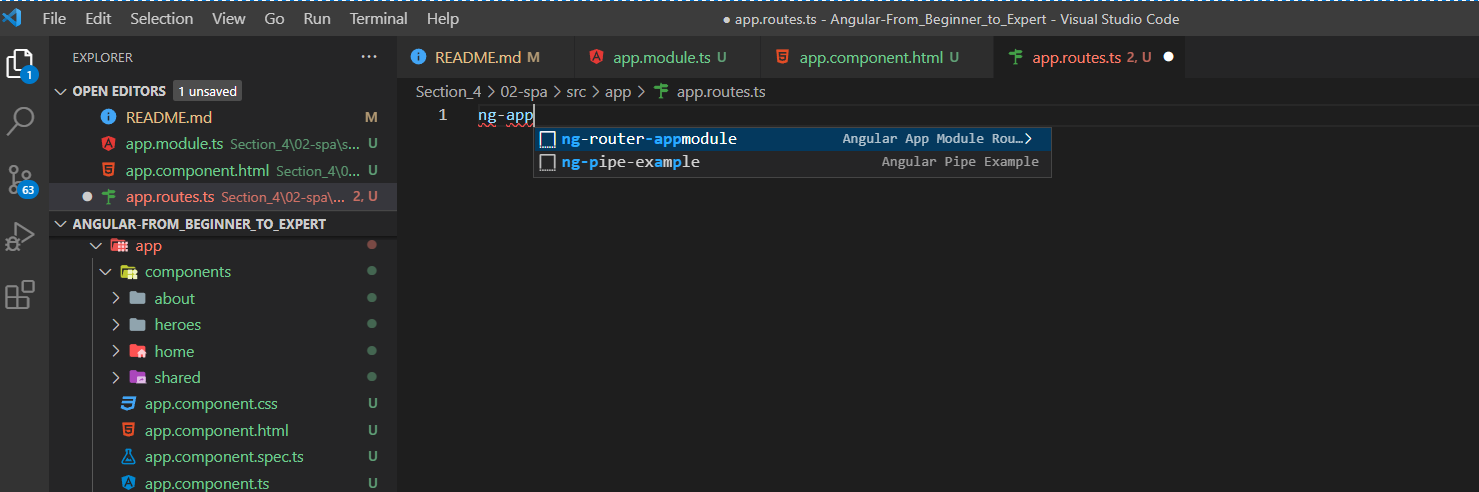 File Edit Selection View Go Run Terminal Help ● app.routes.ts - Angular-From_Beginner_to_Expert - Visual Studio Code
1
63
EXPLORER ···
OPEN EDITORS 1 unsaved
README.md M
app.module.ts Section_4\02-spa\s... U
app.component.html Section_4\0... U
app.routes.ts Section_4\02-spa\... 2, U
ANGULAR-FROM_BEGINNER_TO_EXPERT
app
components
about
heroes
home
shared
app.component.css U
app.component.html U
app.component.spec.ts U
app.component.ts U
README.md M app.module.ts U app.component.html U app.routes.ts 2, U
Section_4 > 02-spa > src > app > app.routes.ts
1 ng-app
ng-router-appmodule Angular App Module Rou...>
ng-pipe-example Angular Pipe Example